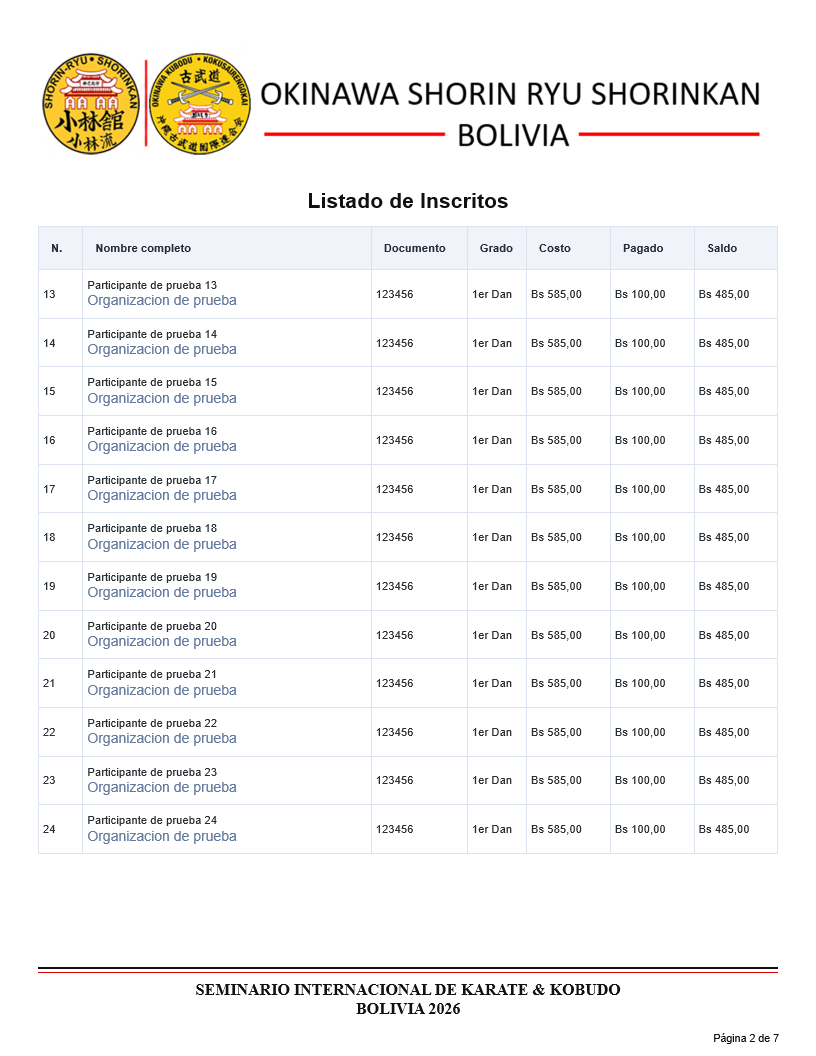 SHORIN-RYU • SHORINKAN
小林舘
小林流
OKINAWA KUBODU • KOKUSAIRENGOKAI
古武道
沖縄古武道国際連合会
OKINAWA SHORIN RYU SHORINKAN
BOLIVIA
Listado de Inscritos
N. Nombre completo Documento Grado Costo Pagado Saldo
Participante de prueba 13
13 123456 1er Dan Bs 585,00 Bs 100,00 Bs 485,00
Organizacion de prueba
Participante de prueba 14
14 123456 1er Dan Bs 585,00 Bs 100,00 Bs 485,00
Organizacion de prueba
Participante de prueba 15
15 123456 1er Dan Bs 585,00 Bs 100,00 Bs 485,00
Organizacion de prueba
Participante de prueba 16
16 123456 1er Dan Bs 585,00 Bs 100,00 Bs 485,00
Organizacion de prueba
Participante de prueba 17
17 123456 1er Dan Bs 585,00 Bs 100,00 Bs 485,00
Organizacion de prueba
Participante de prueba 18
18 123456 1er Dan Bs 585,00 Bs 100,00 Bs 485,00
Organizacion de prueba
Participante de prueba 19
19 123456 1er Dan Bs 585,00 Bs 100,00 Bs 485,00
Organizacion de prueba
Participante de prueba 20
20 123456 1er Dan Bs 585,00 Bs 100,00 Bs 485,00
Organizacion de prueba
Participante de prueba 21
21 123456 1er Dan Bs 585,00 Bs 100,00 Bs 485,00
Organizacion de prueba
Participante de prueba 22
22 123456 1er Dan Bs 585,00 Bs 100,00 Bs 485,00
Organizacion de prueba
Participante de prueba 23
23 123456 1er Dan Bs 585,00 Bs 100,00 Bs 485,00
Organizacion de prueba
Participante de prueba 24
24 123456 1er Dan Bs 585,00 Bs 100,00 Bs 485,00
Organizacion de prueba
SEMINARIO INTERNACIONAL DE KARATE & KOBUDO
BOLIVIA 2026
Página 2 de 7